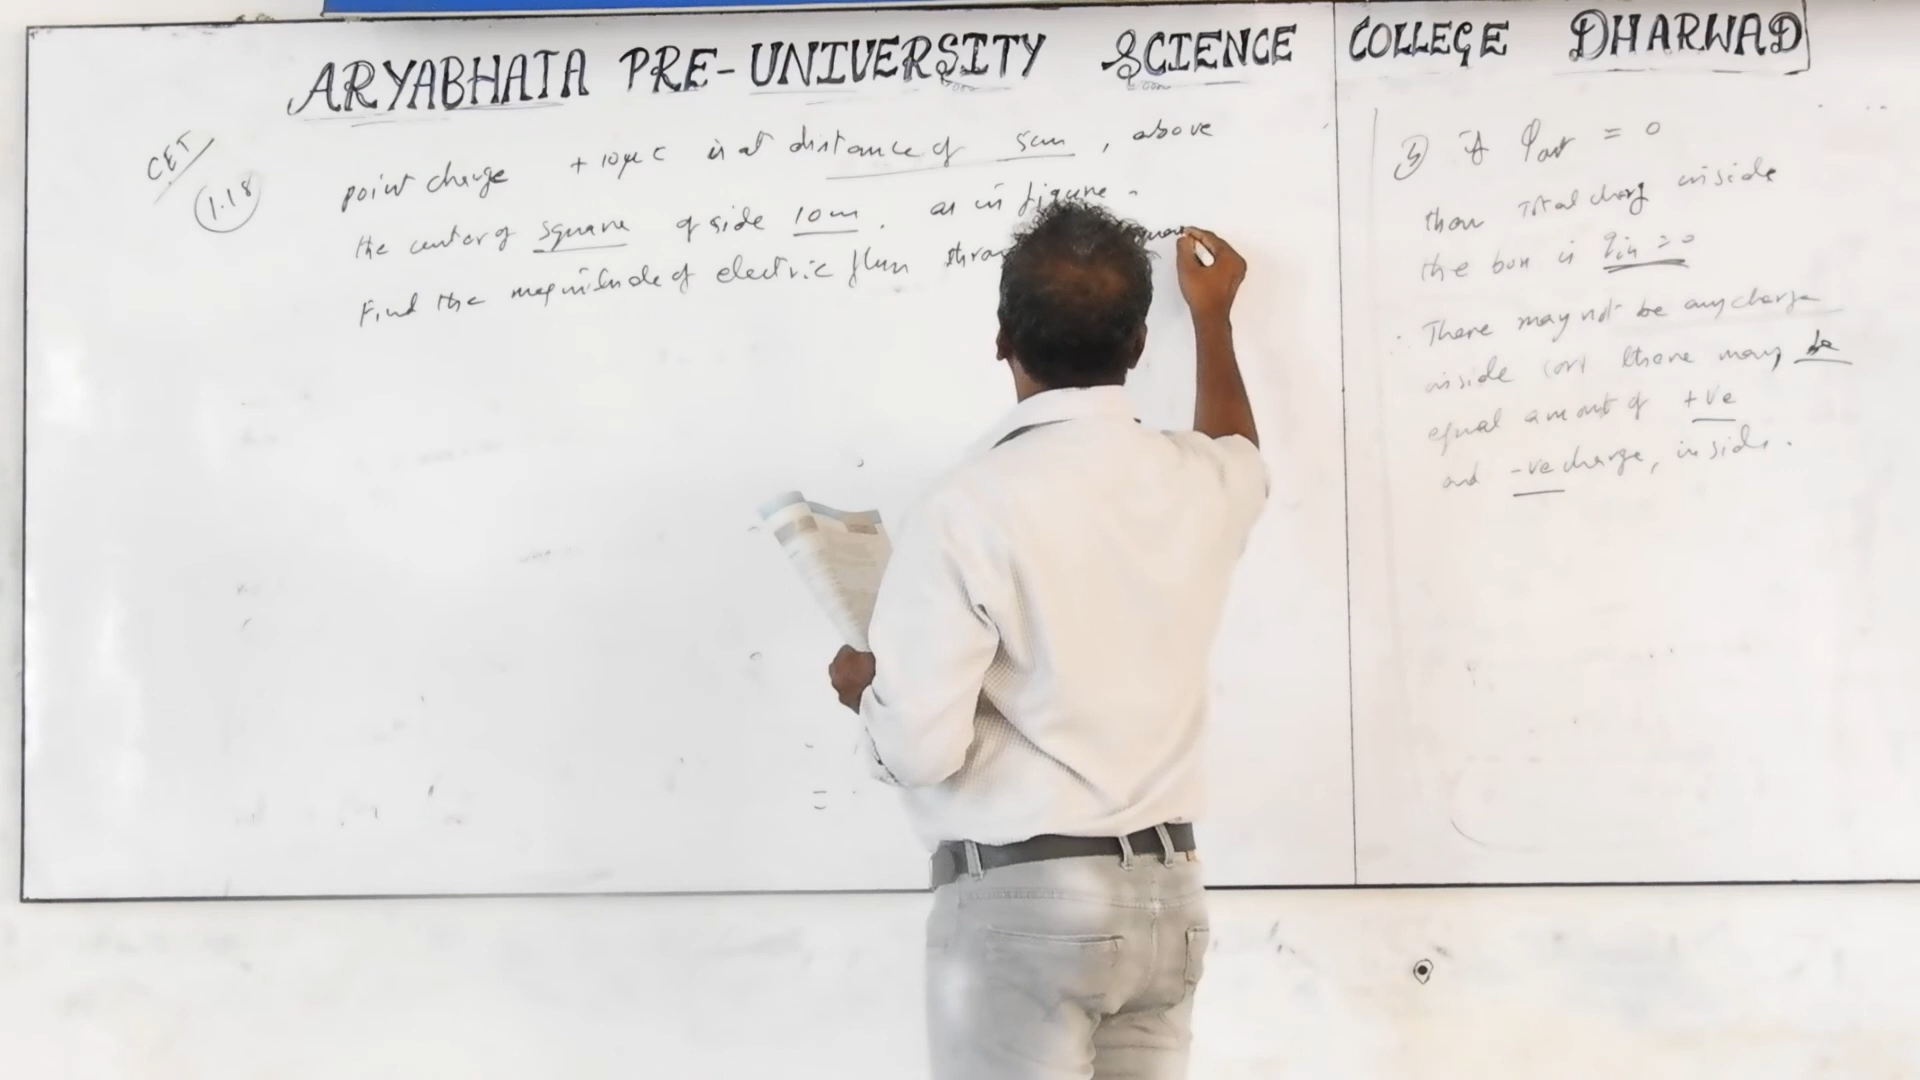 ARYABHATA PRE-UNIVERSITY SCIENCE COLLEGE DHARWAD
CET
1.18
point charge +10μc is at distance of 5cm, above
the center of square of side 10cm. as in figure.
Find the magnitude of electric flux square
3) if φout = 0
then Total charg inside
the box is qin = 0
There may not be any charge
inside (or) there may be
equal amount of +ve
and -ve charge, inside.